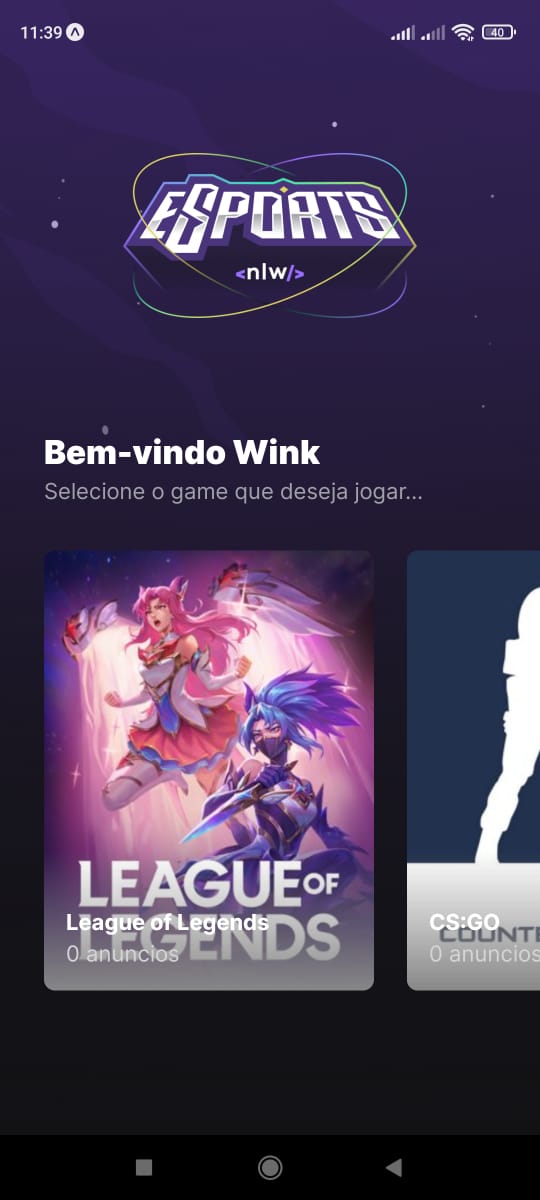 11:39
40
ESPORTS
<nlw/>
Bem-vindo Wink
Selecione o game que deseja jogar...
LEAGUE OF
LEGENDS
League of Legends
0 anuncios
COUNTE
CS:GO
0 anuncios